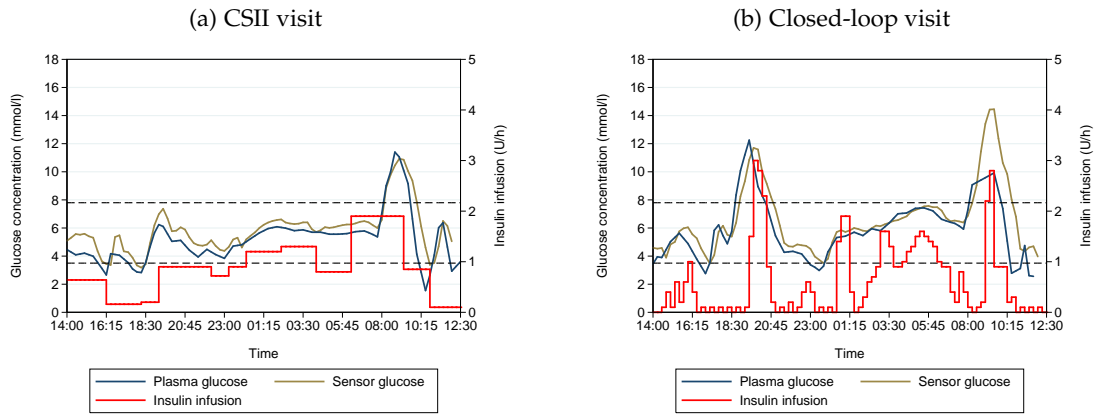 (a) CSII visit
Glucose concentration (mmol/l)
18
16
14
12
10
8
6
4
2
0
5
4
3
2
1
0
Insulin infusion (U/h)
14:00 16:15 18:30 20:45 23:00 01:15 03:30 05:45 08:00 10:15 12:30
Time
Plasma glucose Sensor glucose
Insulin infusion
(b) Closed-loop visit
Glucose concentration (mmol/l)
18
16
14
12
10
8
6
4
2
0
5
4
3
2
1
0
Insulin infusion (U/h)
14:00 16:15 18:30 20:45 23:00 01:15 03:30 05:45 08:00 10:15 12:30
Time
Plasma glucose Sensor glucose
Insulin infusion